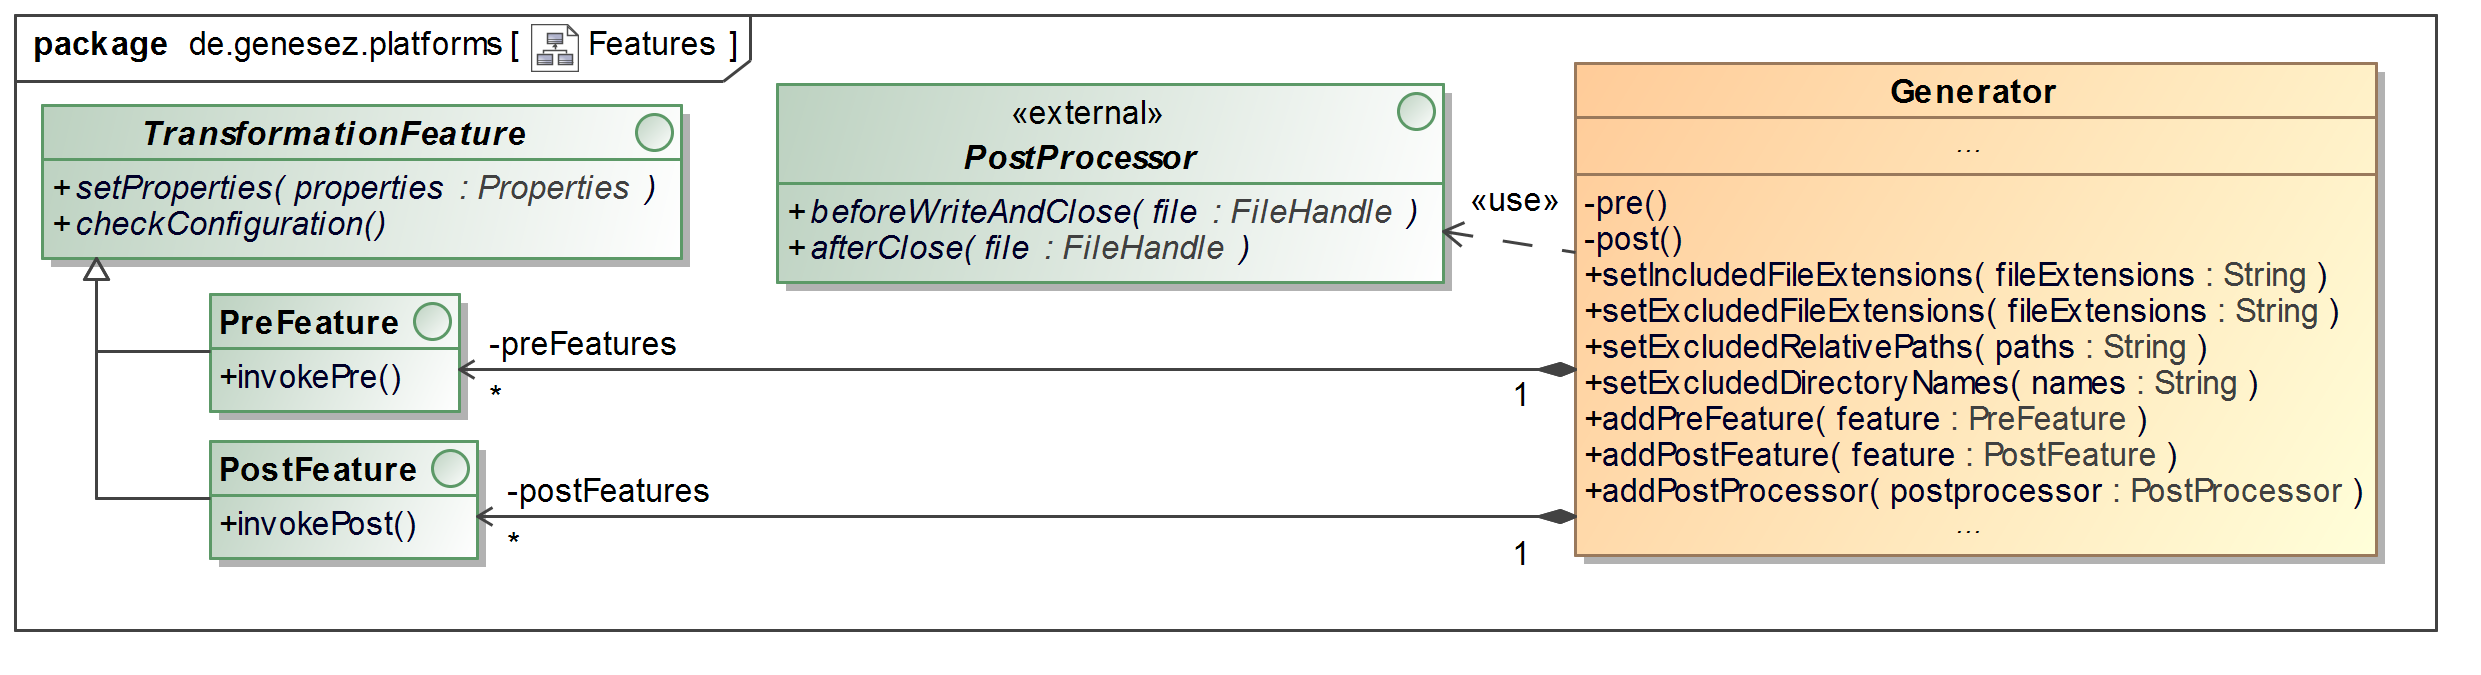 package de.genesez.platforms [ Features ]
TransformationFeature
+ setProperties( properties : Properties )
+ checkConfiguration()
PreFeature
+invokePre()
PostFeature
+invokePost()
«external»
PostProcessor
+ beforeWriteAndClose( file : FileHandle )
+ afterClose( file : FileHandle )
«use»
-preFeatures
*
1
-postFeatures
*
1
Generator
...
-pre()
-post()
+setIncludedFileExtensions( fileExtensions : String )
+setExcludedFileExtensions( fileExtensions : String )
+setExcludedRelativePaths( paths : String )
+setExcludedDirectoryNames( names : String )
+addPreFeature( feature : PreFeature )
+addPostFeature( feature : PostFeature )
+addPostProcessor( postprocessor : PostProcessor )
...